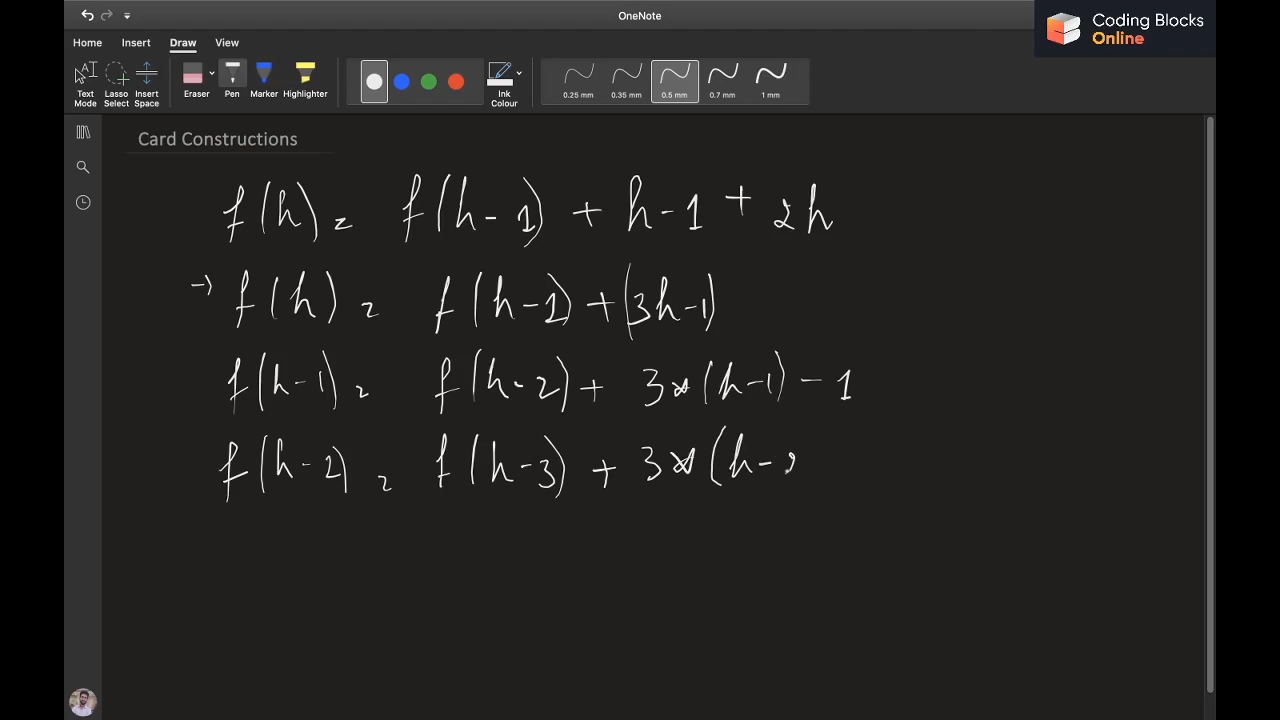 OneNote
Coding Blocks
Online
Home Insert Draw View
Text Mode Lasso Select Insert Space Eraser Pen Marker Highlighter Ink Colour 0.25 mm 0.35 mm 0.5 mm 0.7 mm 1 mm
Card Constructions
f(h) = f(h-1) + h-1 + 2h
→ f(h) = f(h-1) + (3h-1)
f(h-1) = f(h-2) + 3*(h-1) - 1
f(h-2) = f(h-3) + 3*(h-